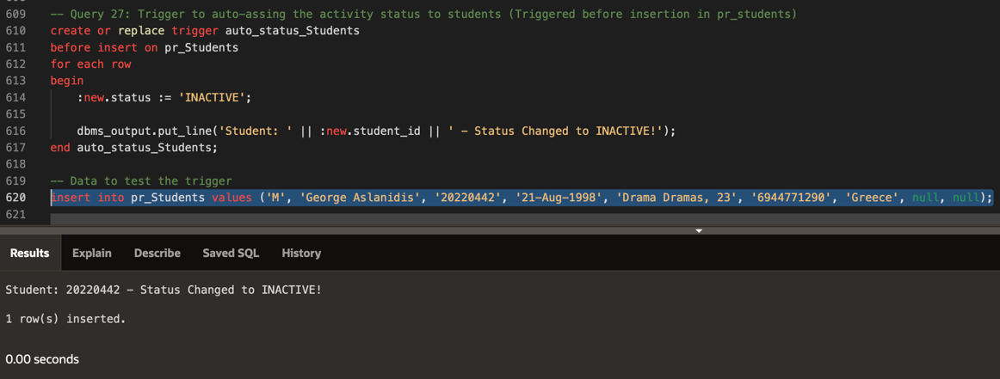 609 -- Query 27: Trigger to auto-assing the activity status to students (Triggered before insertion in pr_students)
610 create or replace trigger auto_status_Students
611 before insert on pr_Students
612 for each row
613 begin
614 :new.status := 'INACTIVE';
615
616 dbms_output.put_line('Student: ' || :new.student_id || ' - Status Changed to INACTIVE!');
617 end auto_status_Students;
618
619 -- Data to test the trigger
620 insert into pr_Students values ('M', 'George Aslanidis', '20220442', '21-Aug-1998', 'Drama Dramas, 23', '6944771290', 'Greece', null, null);
621
Results Explain Describe Saved SQL History
Student: 20220442 - Status Changed to INACTIVE!
1 row(s) inserted.
0.00 seconds